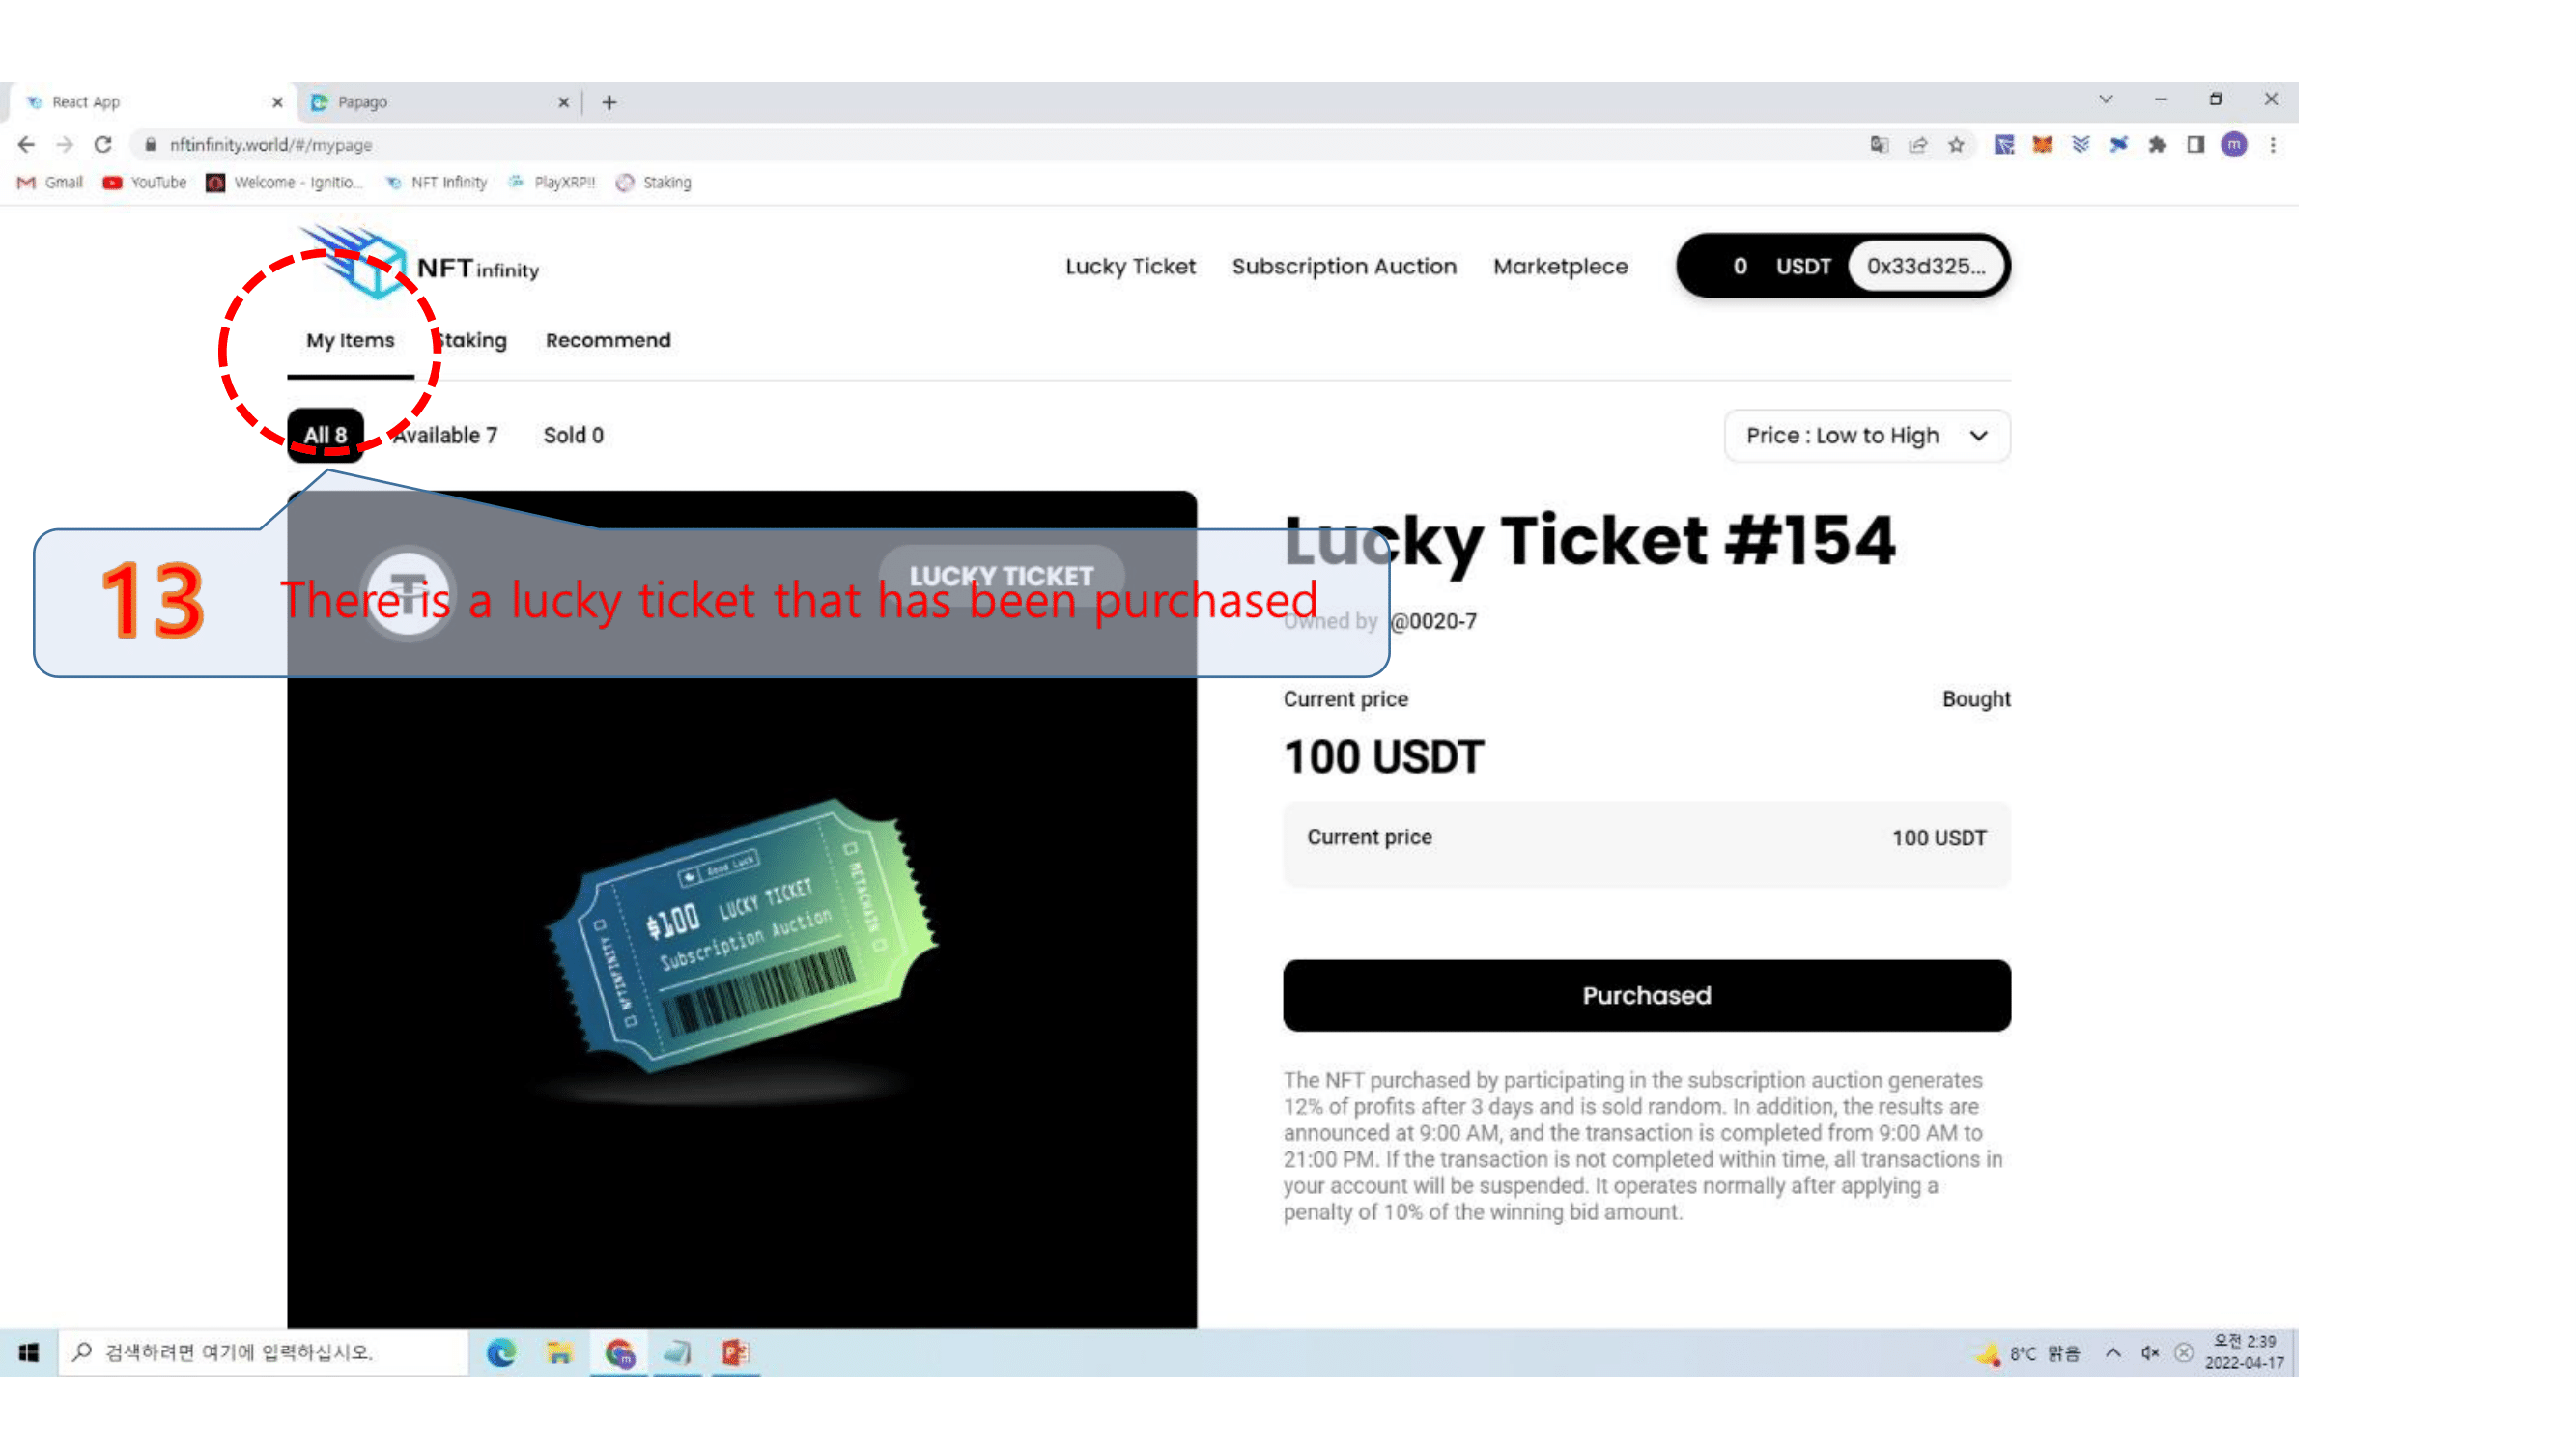 React App
Papago
nftinfinity.world/#/mypage
Gmail YouTube Welcome - Ignitio... NFT Infinity PlayXRP!! Staking
NFT infinity
Lucky Ticket Subscription Auction Marketplece 0 USDT 0x33d325...
My Items Staking Recommend
All 8 Available 7 Sold 0
Price : Low to High
13 There is a lucky ticket that has been purchased
LUCKY TICKET
Lucky Ticket #154
Owned by @0020-7
Current price Bought
100 USDT
Current price 100 USDT
Good Luck
$100 LUCKY TICKET
Subscription Auction
NFTINFINITY
METACHAIN
Purchased
The NFT purchased by participating in the subscription auction generates
12% of profits after 3 days and is sold random. In addition, the results are
announced at 9:00 AM, and the transaction is completed from 9:00 AM to
21:00 PM. If the transaction is not completed within time, all transactions in
your account will be suspended. It operates normally after applying a
penalty of 10% of the winning bid amount.
검색하려면 여기에 입력하십시오.
8°C 맑음
오전 2:39
2022-04-17